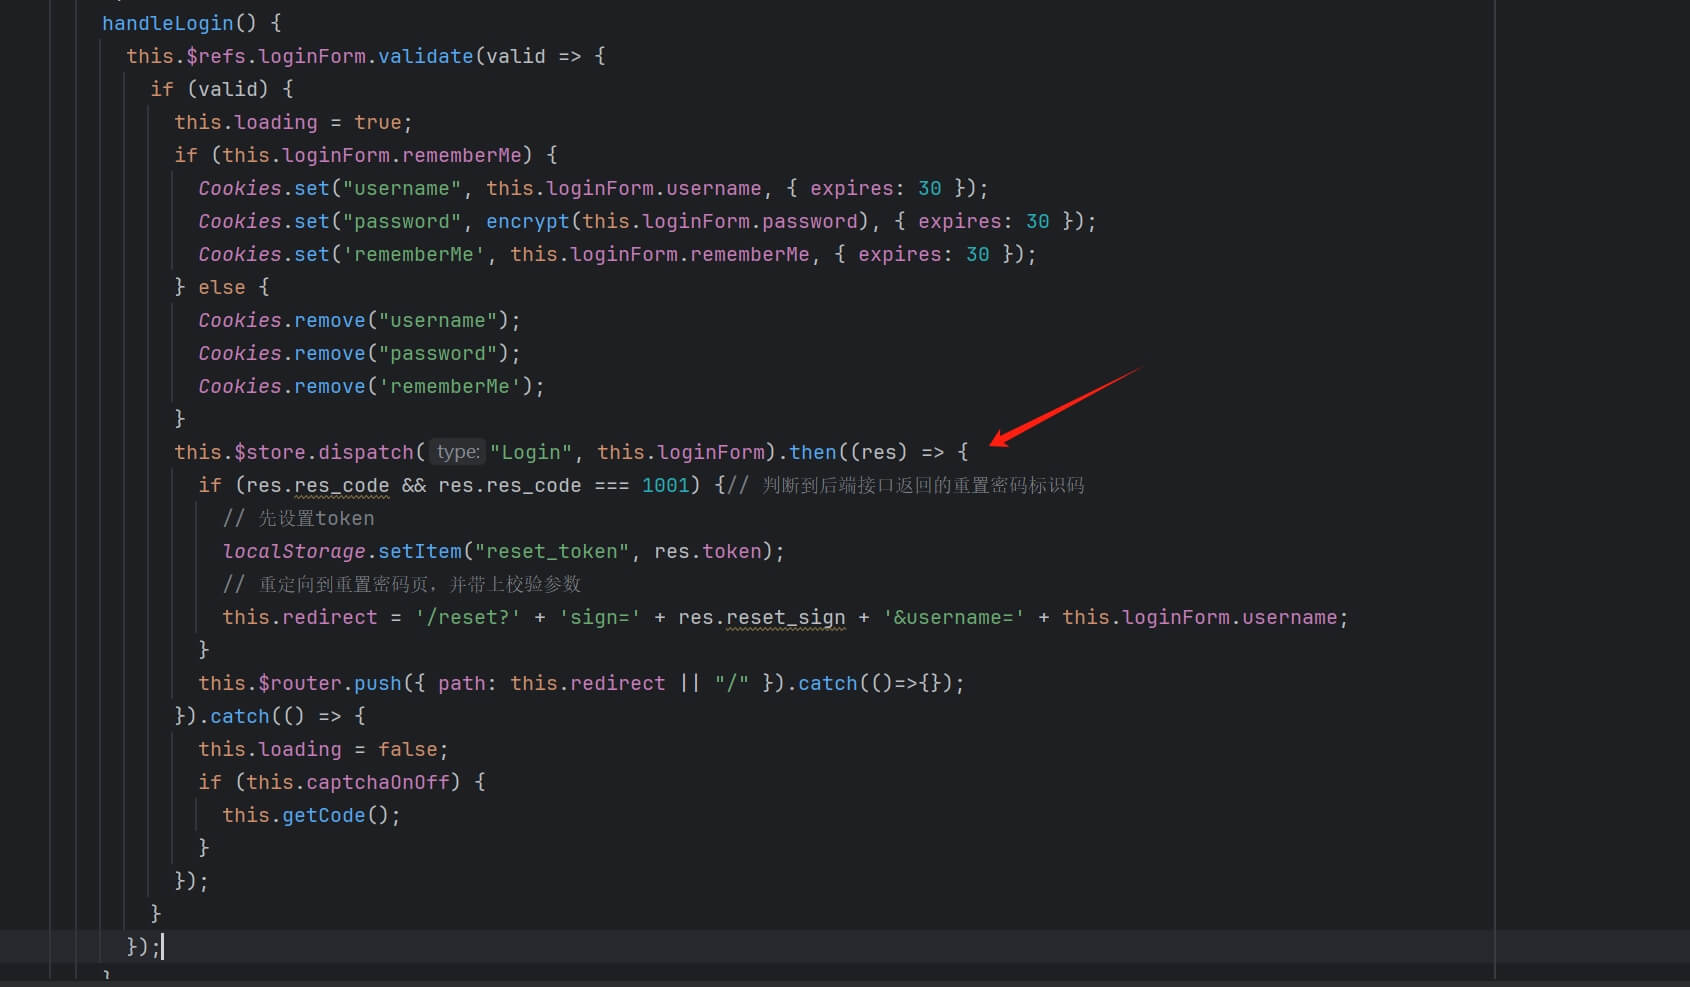 handleLogin() {
this.$refs.loginForm.validate(valid => {
if (valid) {
this.loading = true;
if (this.loginForm.rememberMe) {
Cookies.set("username", this.loginForm.username, { expires: 30 });
Cookies.set("password", encrypt(this.loginForm.password), { expires: 30 });
Cookies.set('rememberMe', this.loginForm.rememberMe, { expires: 30 });
} else {
Cookies.remove("username");
Cookies.remove("password");
Cookies.remove('rememberMe');
}
this.$store.dispatch( type: "Login", this.loginForm).then((res) => {
if (res.res_code && res.res_code === 1001) {// 判断到后端接口返回的重置密码标识码
// 先设置token
localStorage.setItem("reset_token", res.token);
// 重定向到重置密码页，并带上校验参数
this.redirect = '/reset?' + 'sign=' + res.reset_sign + '&username=' + this.loginForm.username;
}
this.$router.push({ path: this.redirect || "/" }).catch(()=>{});
}).catch(() => {
this.loading = false;
if (this.captchaOnOff) {
this.getCode();
}
});
}
});
}